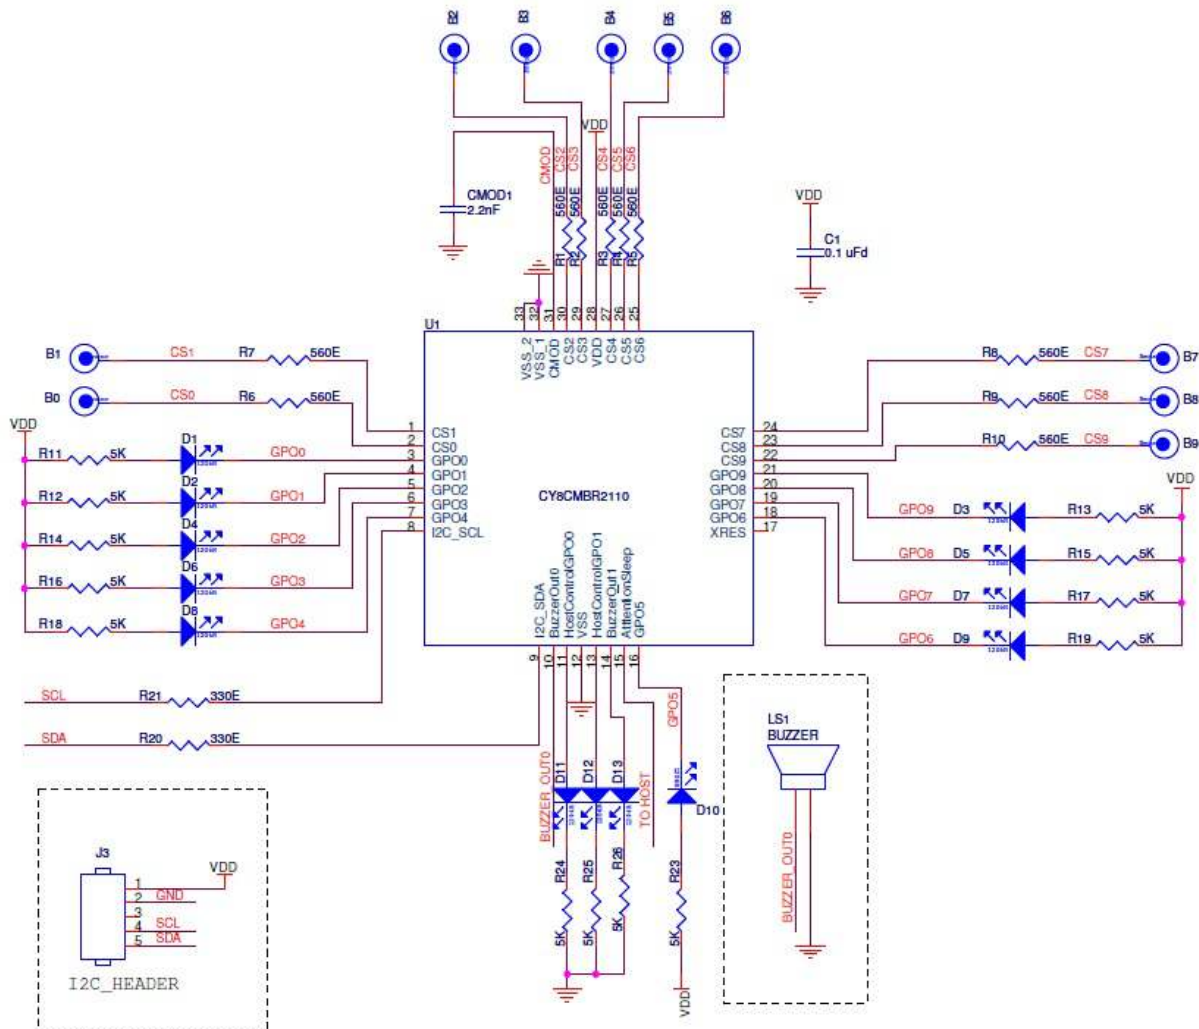 B2
B3
B4
B5
B6
VDD
CMOD
CS2
CS3
CS4
CS5
CS6
CMOD1
2.2nF
560E
560E
560E
560E
560E
R1
R2
R3
R4
R5
VDD
C1
0.1 uFd
U1
33
32
31
30
29
28
27
26
25
VSS_2
VSS_1
CMOD
CS2
CS3
VDD
CS4
CS5
CS6
B1 CS1 R7 560E
B0 CS0 R6 560E
R8 560E CS7 B7
R9 560E CS8 B8
R10 560E CS9 B9
VDD
R11 5K D1 GPO0
R12 5K D2 GPO1
R14 5K D4 GPO2
R16 5K D6 GPO3
R18 5K D8 GPO4
1 CS1
2 CS0
3 GPO0
4 GPO1
5 GPO2
6 GPO3
7 GPO4
8 I2C_SCL
CY8CMBR2110
CS7 24
CS8 23
CS9 22
GPO9 21
GPO8 20
GPO7 19
GPO6 18
XRES 17
VDD
GPO9 D3 R13 5K
GPO8 D5 R15 5K
GPO7 D7 R17 5K
GPO6 D9 R19 5K
I2C_SDA
BuzzerOut0
HostControlGPO0
VSS
HostControlGPO1
BuzzerOut1
AttentionSleep
GPO5
9
10
11
12
13
14
15
16
SCL R21 330E
SDA R20 330E
BUZZER_OUT0
D11
D12
D13
TO HOST
GPO5
D10
R24
R25
R26
R23
5K
5K
5K
5K
VDD
LS1
BUZZER
BUZZER_OUT0
J3
VDD
1
2 GND
3
4 SCL
5 SDA
I2C_HEADER